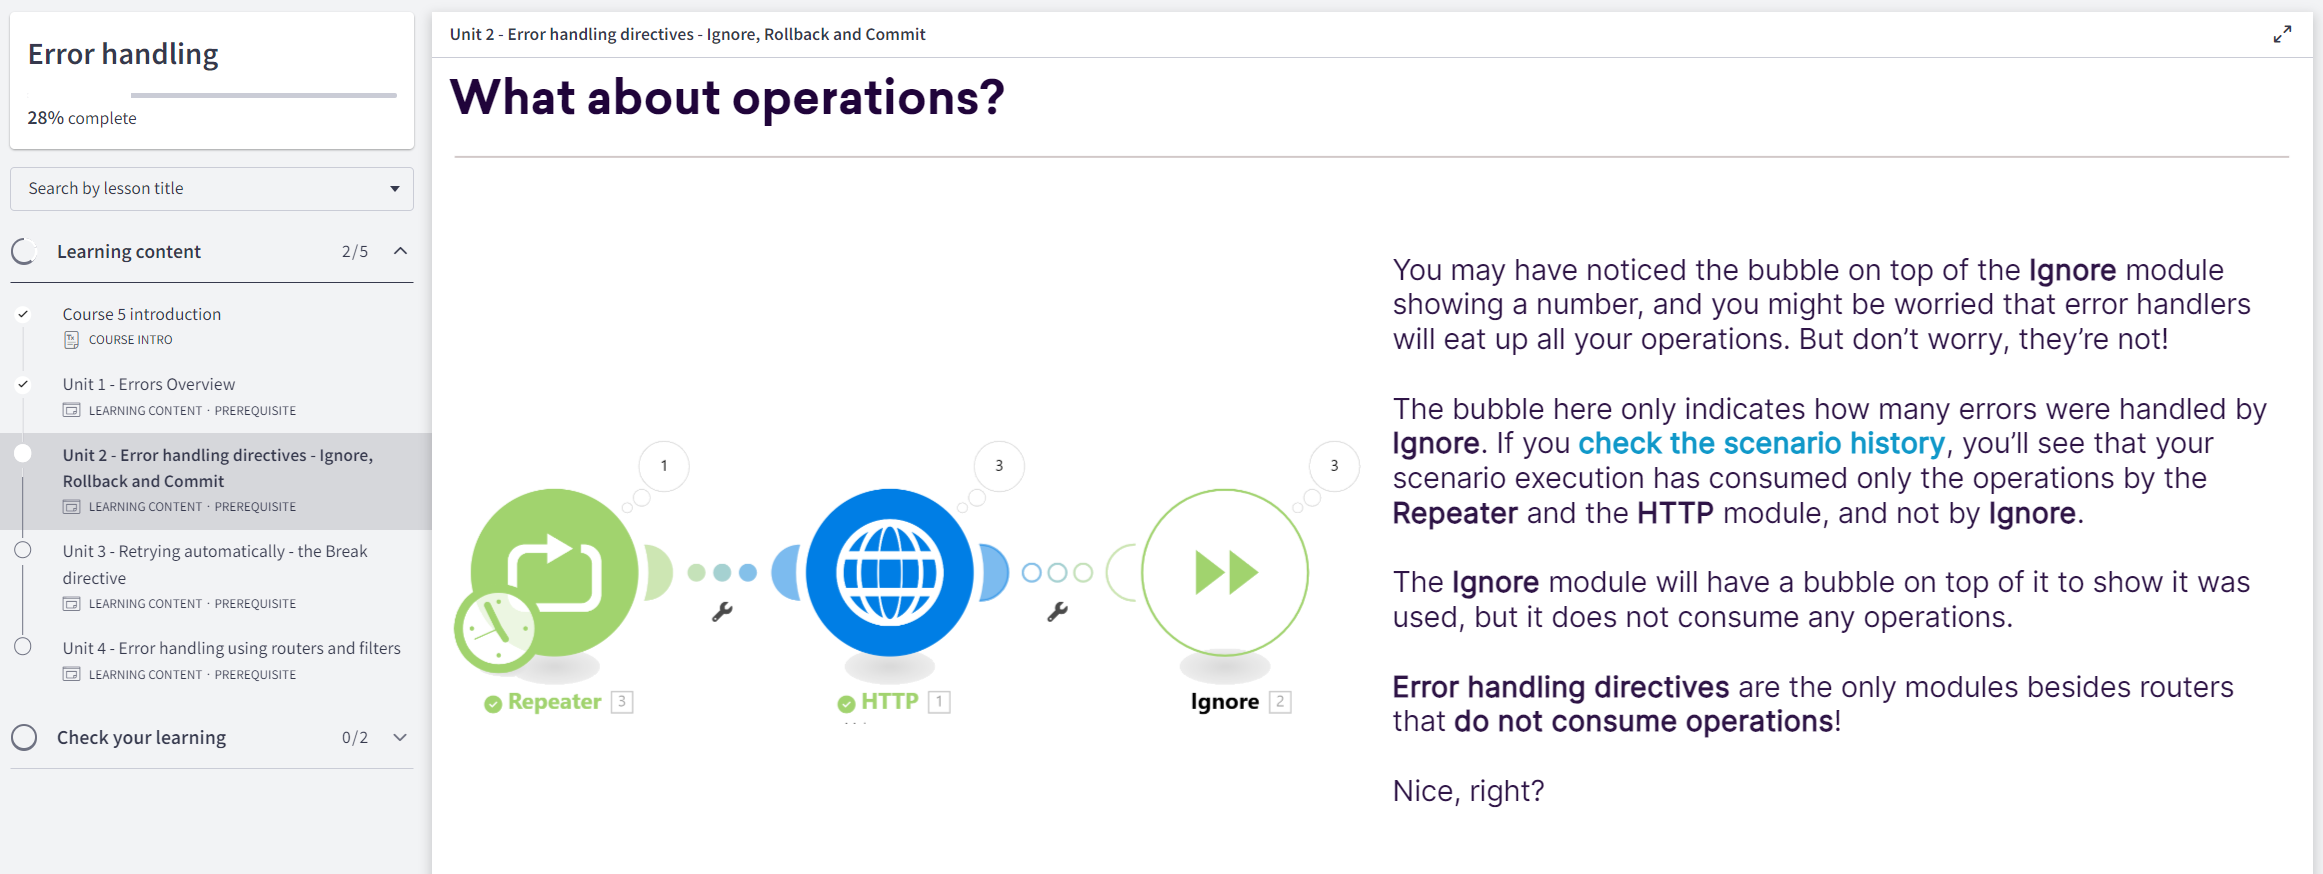 Error handling
28% complete
Search by lesson title
Learning content 2/5
Course 5 introduction
COURSE INTRO
Unit 1 - Errors Overview
LEARNING CONTENT · PREREQUISITE
Unit 2 - Error handling directives - Ignore,
Rollback and Commit
LEARNING CONTENT · PREREQUISITE
Unit 3 - Retrying automatically - the Break
directive
LEARNING CONTENT · PREREQUISITE
Unit 4 - Error handling using routers and filters
LEARNING CONTENT · PREREQUISITE
Check your learning 0/2
Unit 2 - Error handling directives - Ignore, Rollback and Commit
What about operations?
1
3
3
Repeater 3
HTTP 1
Ignore 2
You may have noticed the bubble on top of the Ignore module
showing a number, and you might be worried that error handlers
will eat up all your operations. But don’t worry, they’re not!
The bubble here only indicates how many errors were handled by
Ignore. If you check the scenario history, you’ll see that your
scenario execution has consumed only the operations by the
Repeater and the HTTP module, and not by Ignore.
The Ignore module will have a bubble on top of it to show it was
used, but it does not consume any operations.
Error handling directives are the only modules besides routers
that do not consume operations!
Nice, right?